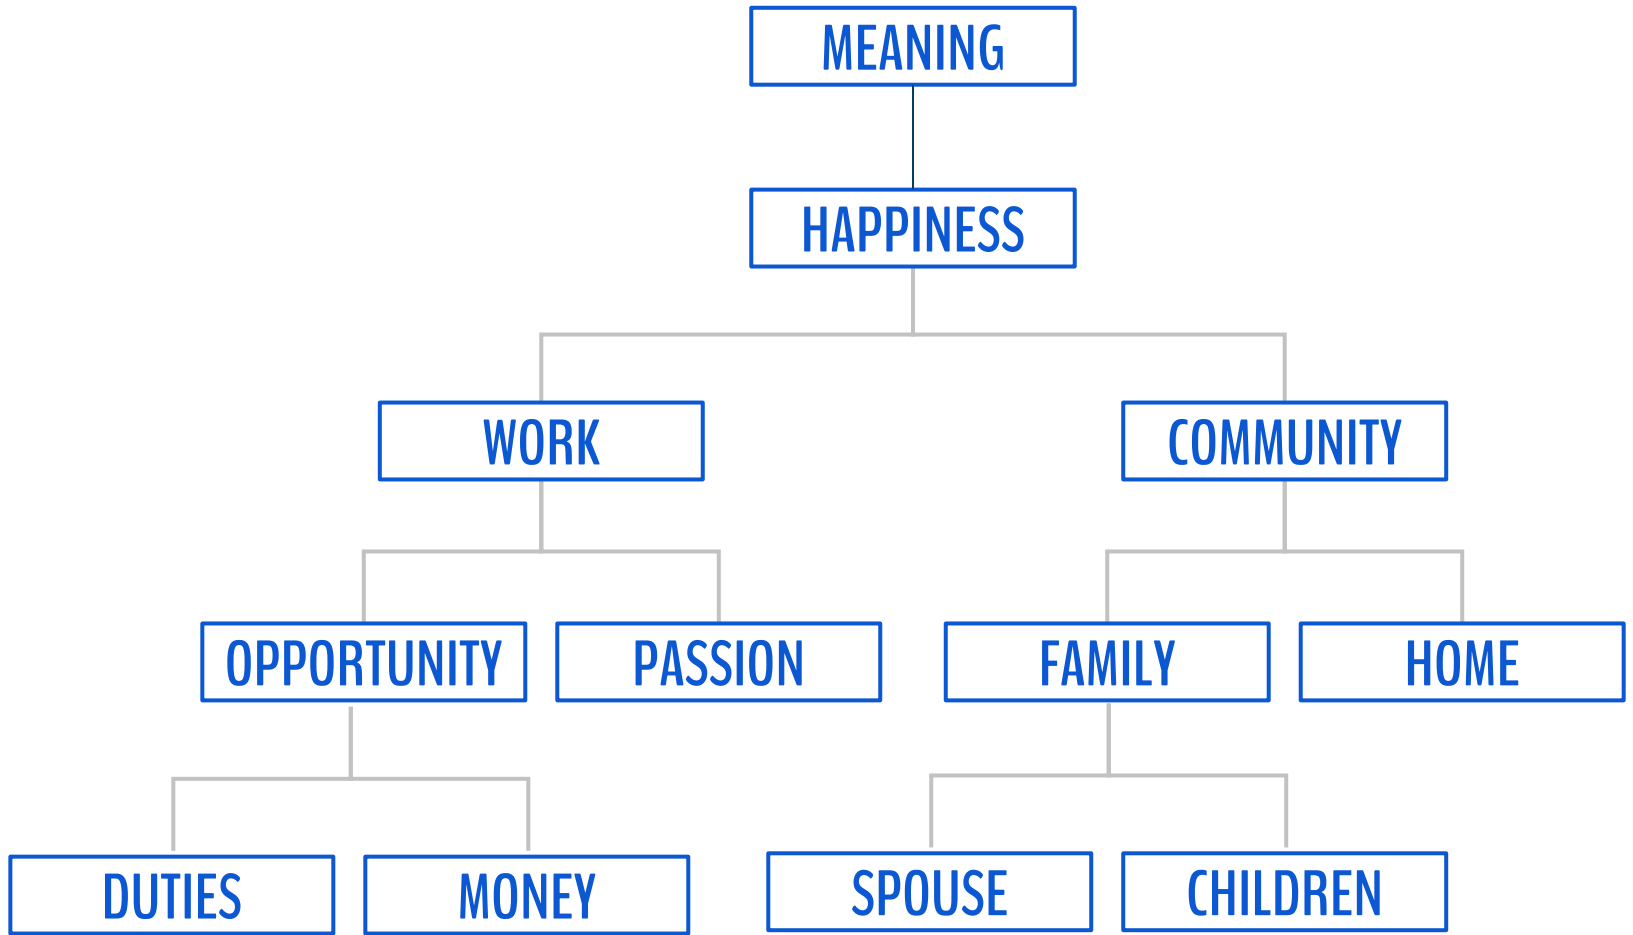 MEANING
HAPPINESS
WORK
COMMUNITY
OPPORTUNITY
PASSION
FAMILY
HOME
DUTIES
MONEY
SPOUSE
CHILDREN